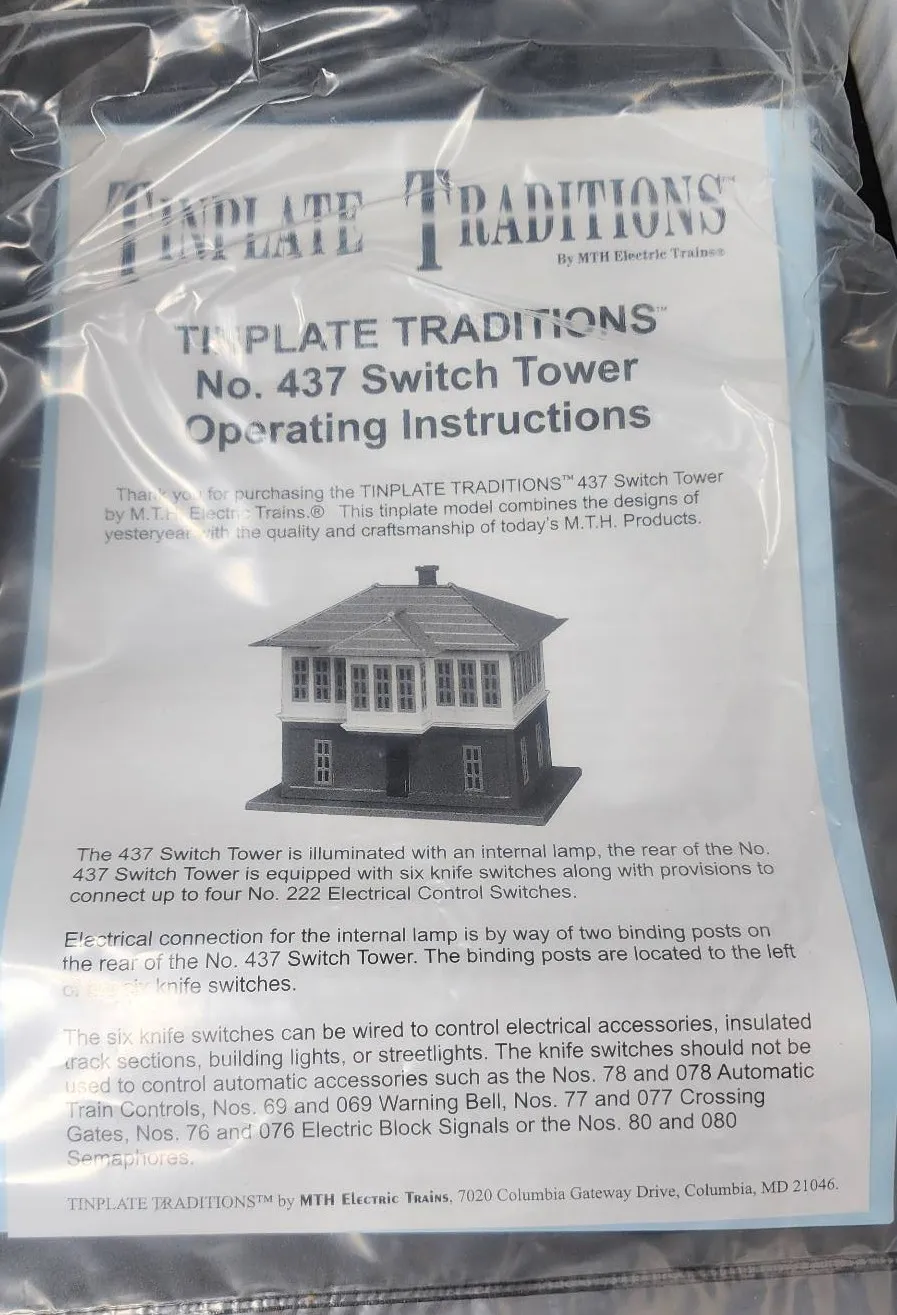 TINPLATE TRADITIONS™
By MTH Electric Trains®
TINPLATE TRADITIONS™
No. 437 Switch Tower
Operating Instructions
Thank you for purchasing the TINPLATE TRADITIONS™ 437 Switch Tower
by M.T.H. Electric Trains.® This tinplate model combines the designs of
yesteryear with the quality and craftsmanship of today's M.T.H. Products.
The 437 Switch Tower is illuminated with an internal lamp, the rear of the No.
437 Switch Tower is equipped with six knife switches along with provisions to
connect up to four No. 222 Electrical Control Switches.
Electrical connection for the internal lamp is by way of two binding posts on
the rear of the No. 437 Switch Tower. The binding posts are located to the left
of six knife switches.
The six knife switches can be wired to control electrical accessories, insulated
track sections, building lights, or streetlights. The knife switches should not be
used to control automatic accessories such as the Nos. 78 and 078 Automatic
Train Controls, Nos. 69 and 069 Warning Bell, Nos. 77 and 077 Crossing
Gates, Nos. 76 and 076 Electric Block Signals or the Nos. 80 and 080
Semaphores.
TINPLATE TRADITIONS™ by MTH ELECTRIC TRAINS, 7020 Columbia Gateway Drive, Columbia, MD 21046.